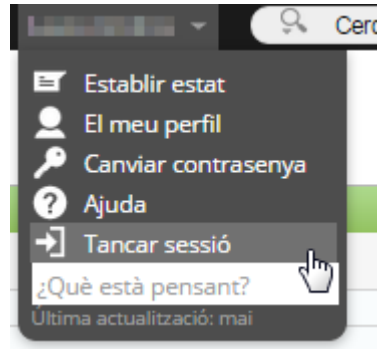 Cerc
Establir estat
El meu perfil
Canviar contrasenya
Ajuda
Tancar sessió
¿Què està pensant?
Última actualització: mai